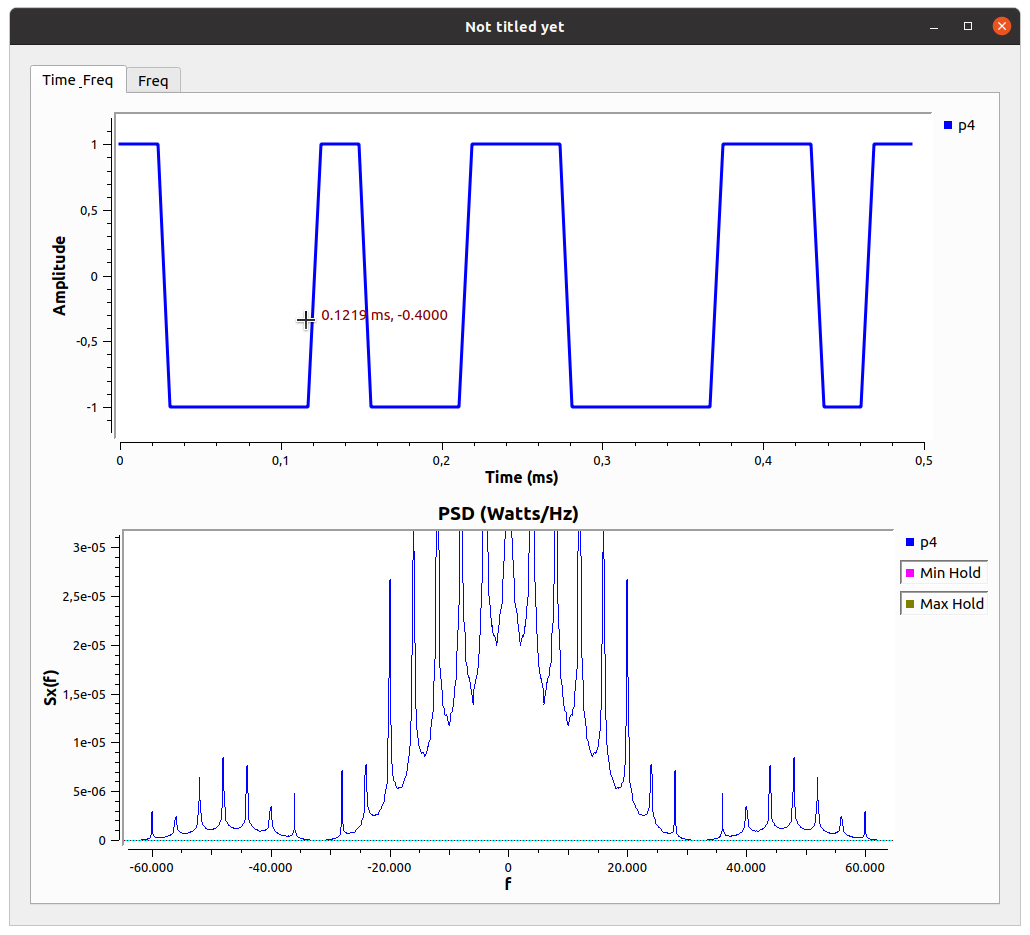 Not titled yet
Time_Freq
Freq
p4
1
0,5
0
-0,5
-1
Amplitude
0.1219 ms, -0.4000
0
0,1
0,2
0,3
0,4
0,5
Time (ms)
PSD (Watts/Hz)
p4
Min Hold
Max Hold
3e-05
2,5e-05
2e-05
1,5e-05
1e-05
5e-06
0
Sx(f)
-60.000
-40.000
-20.000
0
20.000
40.000
60.000
f